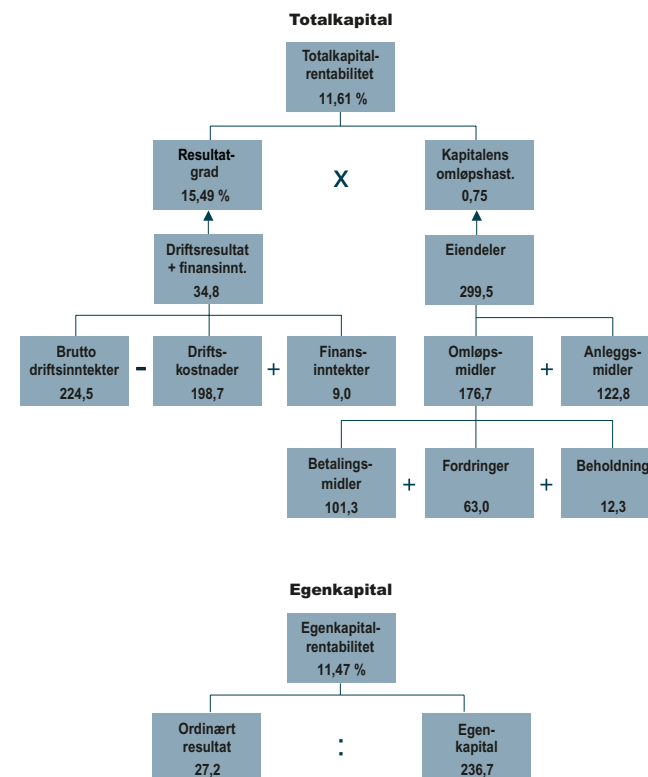 Totalkapital
Totalkapital-
rentabilitet
11,61 %
Resultat-
grad
15,49 %
x
Kapitalens
omløpshast.
0,75
Driftsresultat
+ finansinnt.
34,8
Eiendeler
299,5
Brutto
driftsinntekter
224,5
-
Drifts-
kostnader
198,7
+
Finans-
inntekter
9,0
Omløps-
midler
176,7
+
Anleggs-
midler
122,8
Betalings-
midler
101,3
+
Fordringer
63,0
+
Beholdning
12,3
Egenkapital
Egenkapital-
rentabilitet
11,47 %
Ordinært
resultat
27,2
:
Egen-
kapital
236,7